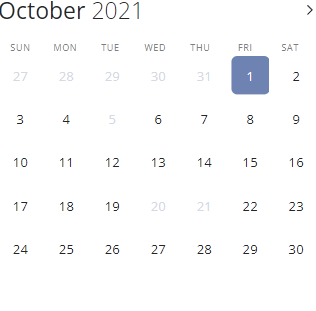 October 2021
SUN MON TUE WED THU FRI SAT
27 28 29 30 31 1 2
3 4 5 6 7 8 9
10 11 12 13 14 15 16
17 18 19 20 21 22 23
24 25 26 27 28 29 30